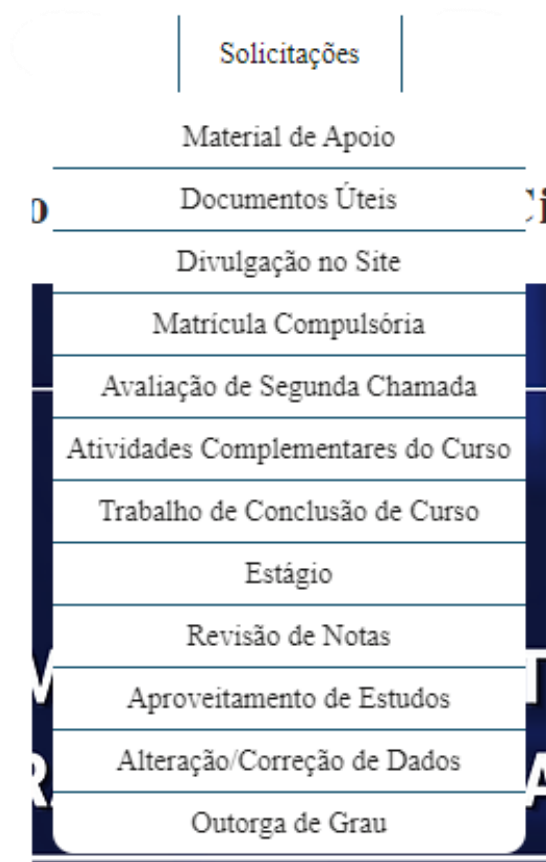 Solicitações
Material de Apoio
Documentos Úteis
Divulgação no Site
Matrícula Compulsória
Avaliação de Segunda Chamada
Atividades Complementares do Curso
Trabalho de Conclusão de Curso
Estágio
Revisão de Notas
Aproveitamento de Estudos
Alteração/Correção de Dados
Outorga de Grau